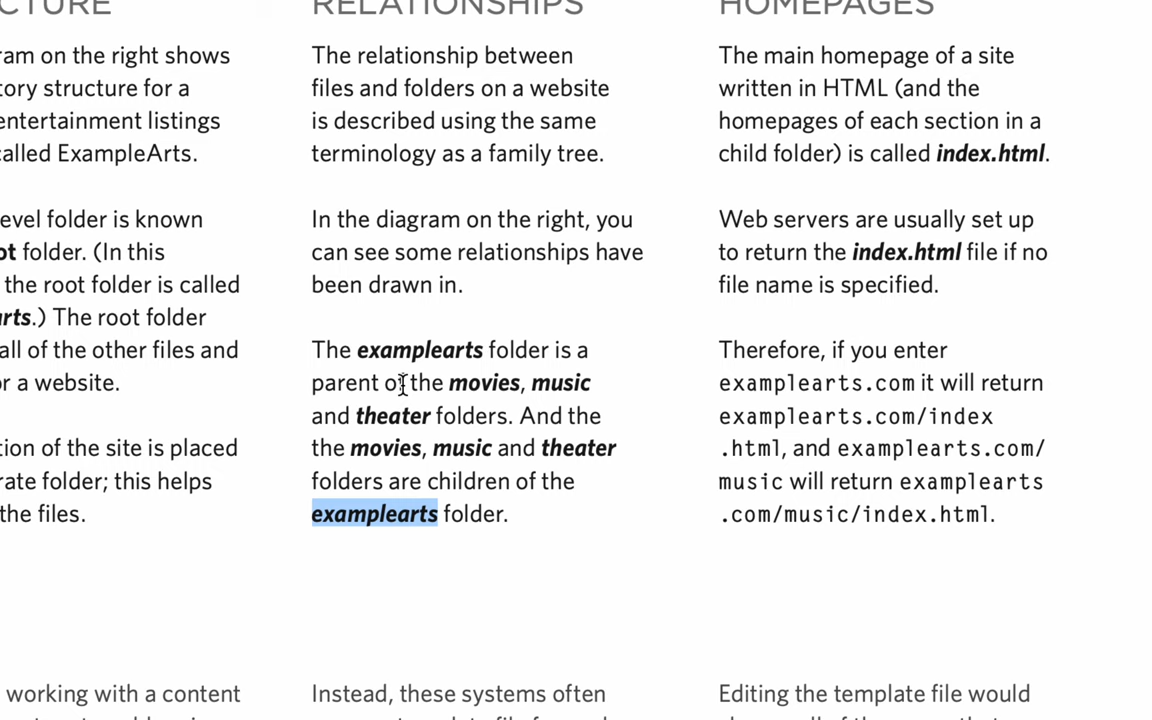 CTURE
ram on the right shows
tory structure for a
entertainment listings
called ExampleArts.
evel folder is known
ot folder. (In this
the root folder is called
arts.) The root folder
all of the other files and
or a website.
tion of the site is placed
rate folder; this helps
the files.
working with a content
RELATIONSHIPS
The relationship between
files and folders on a website
is described using the same
terminology as a family tree.
In the diagram on the right, you
can see some relationships have
been drawn in.
The examplearts folder is a
parent of the movies, music
and theater folders. And the
the movies, music and theater
folders are children of the
examplearts folder.
Instead, these systems often
HOMEPAGES
The main homepage of a site
written in HTML (and the
homepages of each section in a
child folder) is called index.html.
Web servers are usually set up
to return the index.html file if no
file name is specified.
Therefore, if you enter
examplearts.com it will return
examplearts.com/index
.html, and examplearts.com/
music will return examplearts
.com/music/index.html.
Editing the template file would